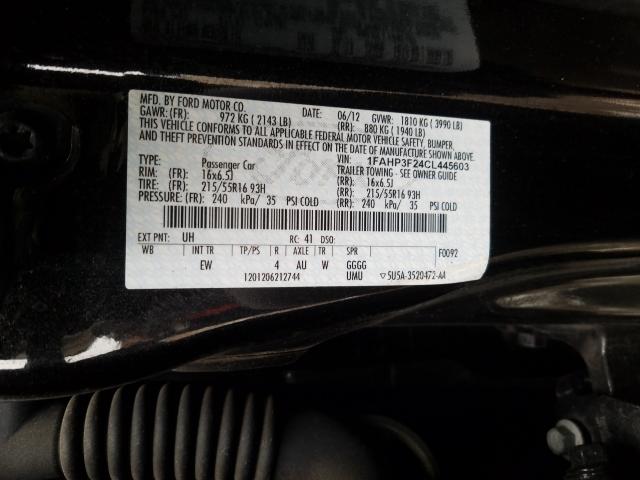 MFD. BY FORD MOTOR CO.
DATE: 06/12 GVWR: 1810 KG ( 3990 LB)
GAWR: (FR): 972 KG ( 2143 LB) (RR): 880 KG ( 1940 LB)
THIS VEHICLE CONFORMS TO ALL APPLICABLE FEDERAL MOTOR VEHICLE SAFETY, BUMPER,
AND THEFT PREVENTION STANDARDS IN EFFECT ON THE DATE OF MANUFACTURE SHOWN ABOVE.
VIN: 1FAHP3F24CL445603
TYPE: Passenger Car TRAILER TOWING - SEE OWNER GUIDE
RIM: (FR): 16x6.5J (RR): 16x6.5J
TIRE: (FR): 215/55R16 93H (RR): 215/55R16 93H
PRESSURE: (FR): 240 kPa/ 35 PSI COLD (RR): 240 kPa/ 35 PSI COLD
EXT PNT: UH RC: 41 DSO: F0092
WB INT TR TP/PS R AXLE TR SPR
EW 4 AU W GGGG
1201206212744 UMU ▽5U5A-3520472-AA